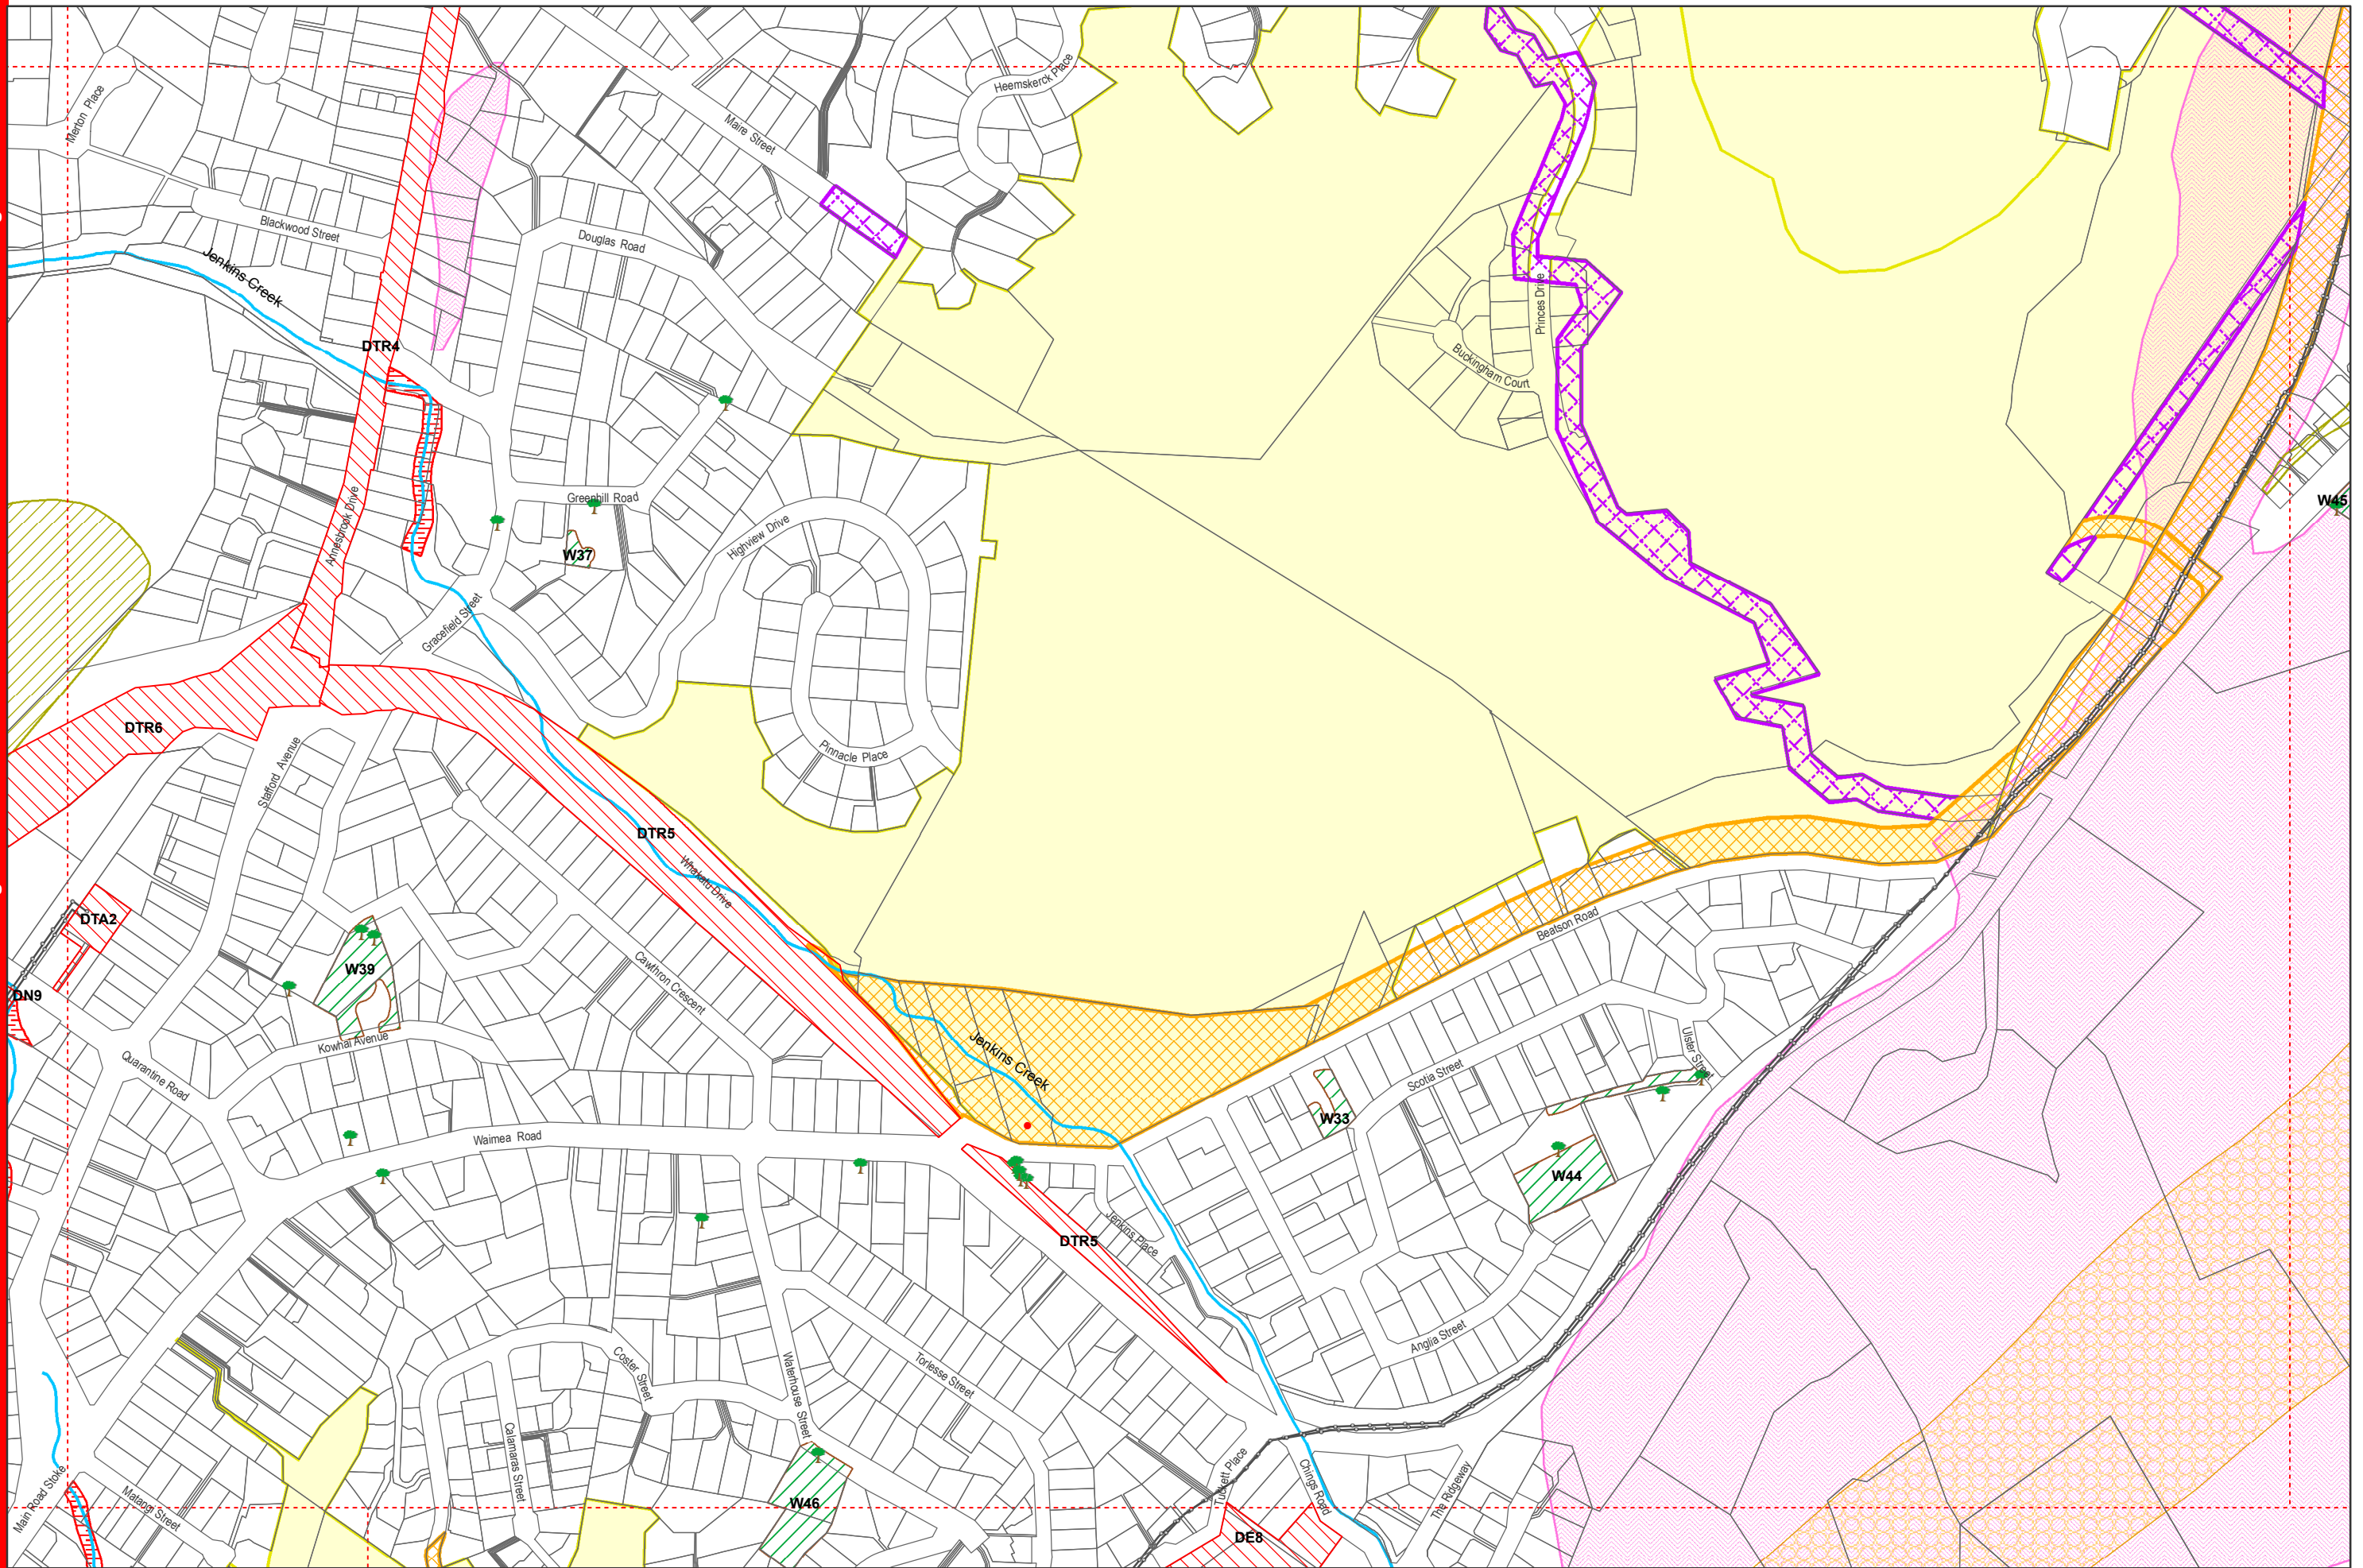 Merton Place
Maire Street
Heemskerck Place
Blackwood Street
Douglas Road
Jenkins Creek
DTR4
Princes Drive
Buckingham Court
Annesbrook Drive
Greenhill Road
W37
Highview Drive
W45
Gracefield Street
DTR6
Stafford Avenue
Pinnacle Place
DTR5
Whakatu Drive
DTA2
W39
DN9
Cawthron Crescent
Beatson Road
Kowhai Avenue
Quarantine Road
Jenkins Creek
Ulster Street
Scotia Street
W33
Waimea Road
W44
Jenkins Place
DTR5
Anglia Street
Coster Street
Waterhouse Street
Torlesse Street
Calamaras Street
Main Road Stoke
Matangi Street
W46
Tuckett Place
Chings Road
The Ridgeway
DE8